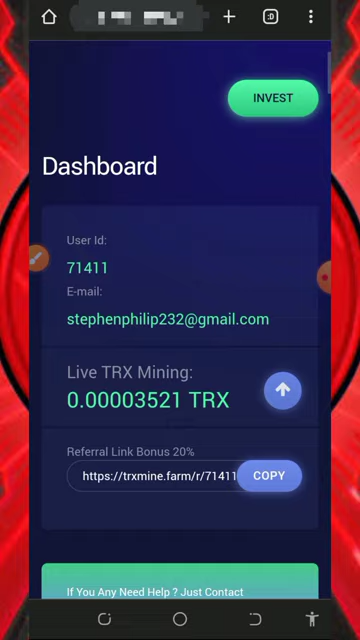 :D
INVEST
Dashboard
User Id:
71411
E-mail:
stephenphilip232@gmail.com
Live TRX Mining:
0.00003521 TRX
Referral Link Bonus 20%
https://trxmine.farm/r/71411
COPY
If You Any Need Help ? Just Contact